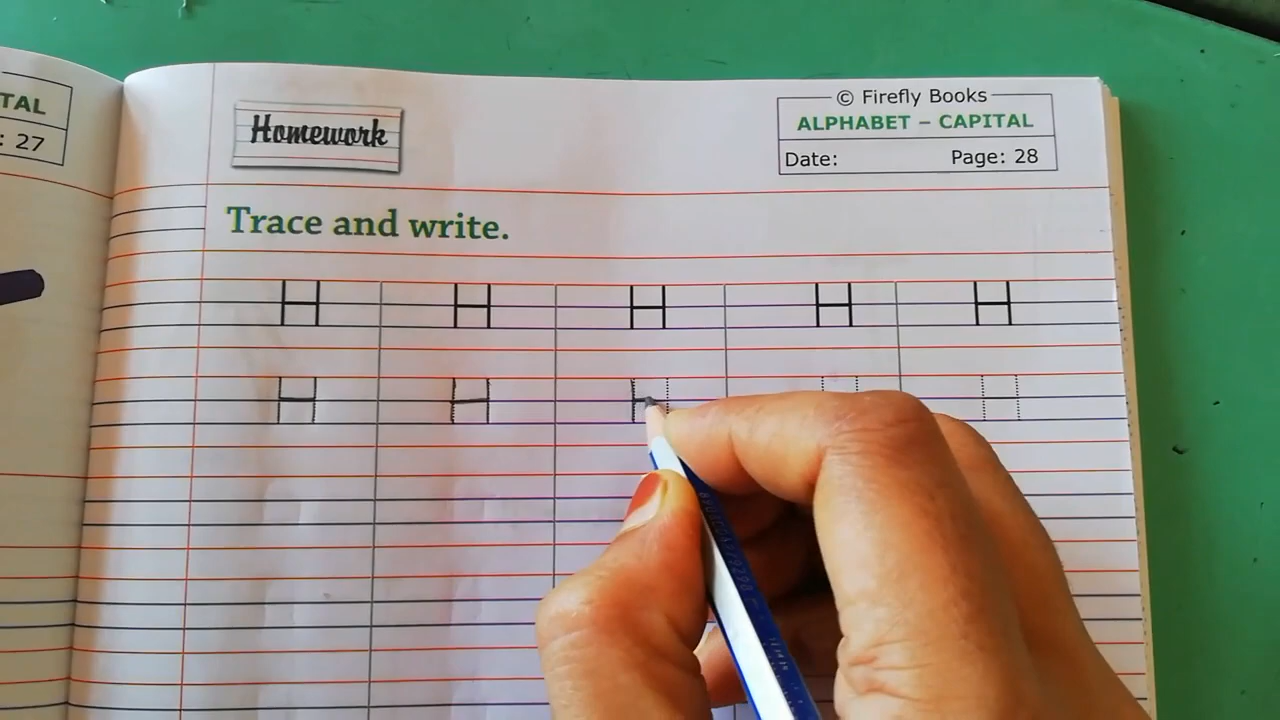 TAL
: 27
Homework
© Firefly Books
ALPHABET – CAPITAL
Date: Page: 28
Trace and write.
H H H H H
H H H H H